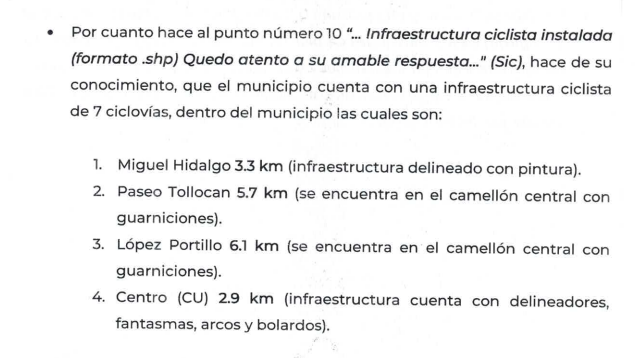 • Por cuanto hace al punto número 10 "... Infraestructura ciclista instalada
(formato .shp) Quedo atento a su amable respuesta..." (Sic), hace de su
conocimiento, que el municipio cuenta con una infraestructura ciclista
de 7 ciclovías, dentro del municipio las cuales son:
1. Miguel Hidalgo 3.3 km (infraestructura delineado con pintura).
2. Paseo Tollocan 5.7 km (se encuentra en el camellón central con
guarniciones).
3. López Portillo 6.1 km (se encuentra en el camellón central con
guarniciones).
4. Centro (CU) 2.9 km (infraestructura cuenta con delineadores,
fantasmas, arcos y bolardos).